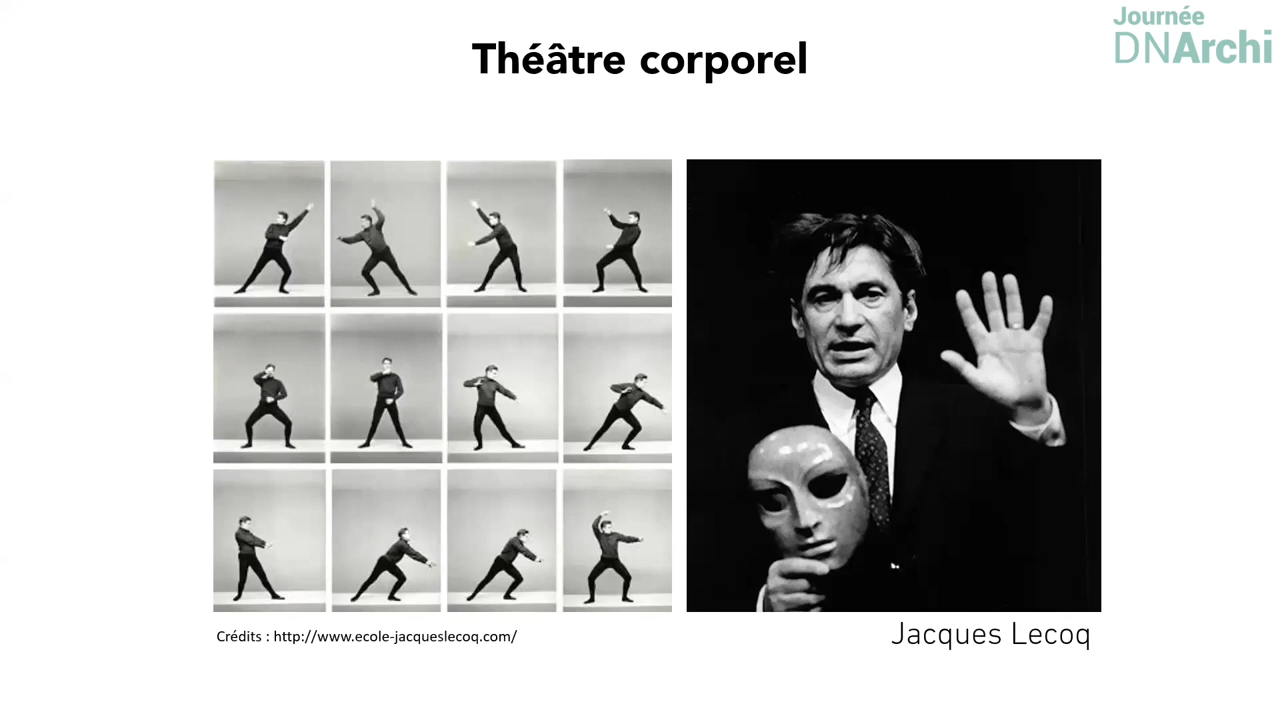 Journée
DNArchi
Théâtre corporel
Crédits : http://www.ecole-jacqueslecoq.com/
Jacques Lecoq